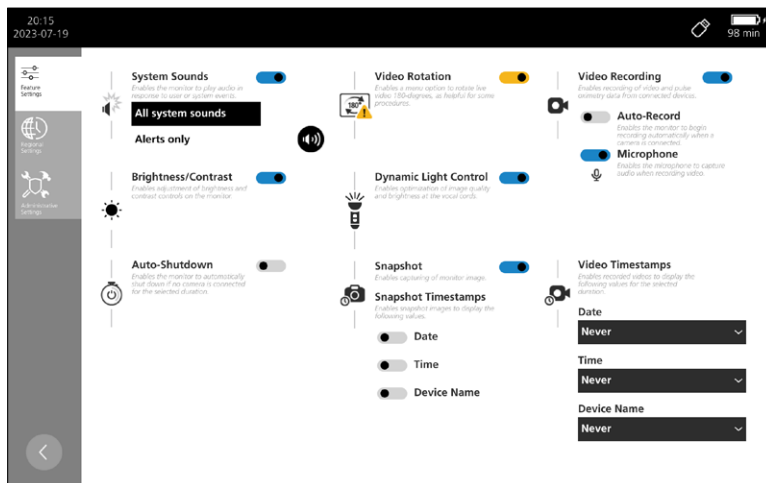 20:15
2023-07-19
98 min
Feature
Settings
Regional
Settings
Administrative
Settings
System Sounds
Enables the monitor to play audio in
response to user or system events.
All system sounds
Alerts only
Brightness/Contrast
Enables adjustment of brightness and
contrast controls on the monitor.
Auto-Shutdown
Enables the monitor to automatically
shut down if no camera is connected
for the selected duration.
Video Rotation
Enables a menu option to rotate live
video 180-degrees, as helpful for some
procedures.
180°
Dynamic Light Control
Enables optimization of image quality
and brightness at the vocal cords.
Snapshot
Enables capturing of monitor image.
Snapshot Timestamps
Enables snapshot images to display the
following values.
Date
Time
Device Name
Video Recording
Enables recording of video and pulse
oximetry data from connected devices.
Auto-Record
Enables the monitor to begin
recording automatically when a
camera is connected.
Microphone
Enables the microphone to capture
audio when recording video.
Video Timestamps
Enables recorded videos to display the
following values for the selected
duration.
Date
Never
Time
Never
Device Name
Never